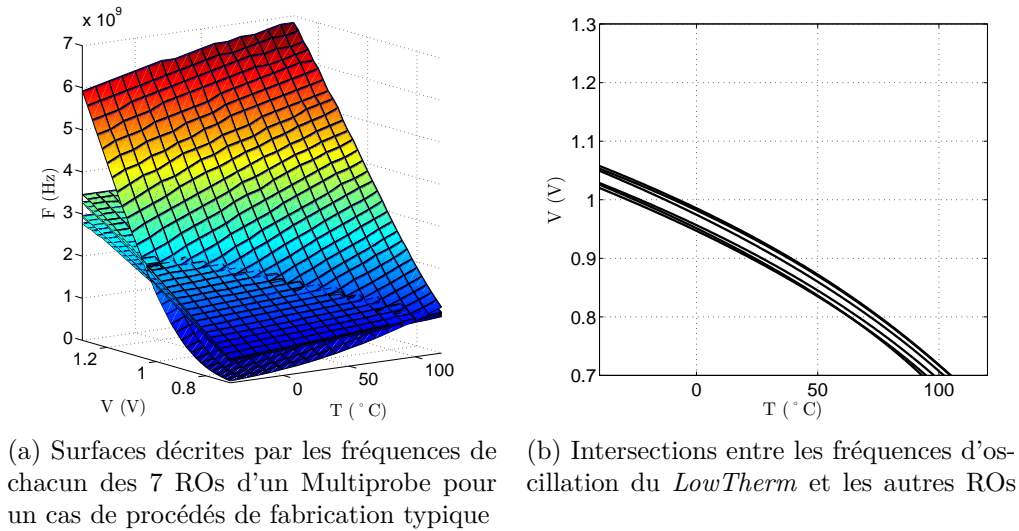 x 10^9
7
6
5
4
3
2
1
0
F (Hz)
1.2
1
0.8
V (V)
0
50
100
T (°C)
1.3
1.2
1.1
1
0.9
0.8
0.7
V (V)
0
50
100
T (°C)
(a) Surfaces décrites par les fréquences de
chacun des 7 ROs d'un Multiprobe pour
un cas de procédés de fabrication typique
(b) Intersections entre les fréquences d'os-
cillation du LowTherm et les autres ROs